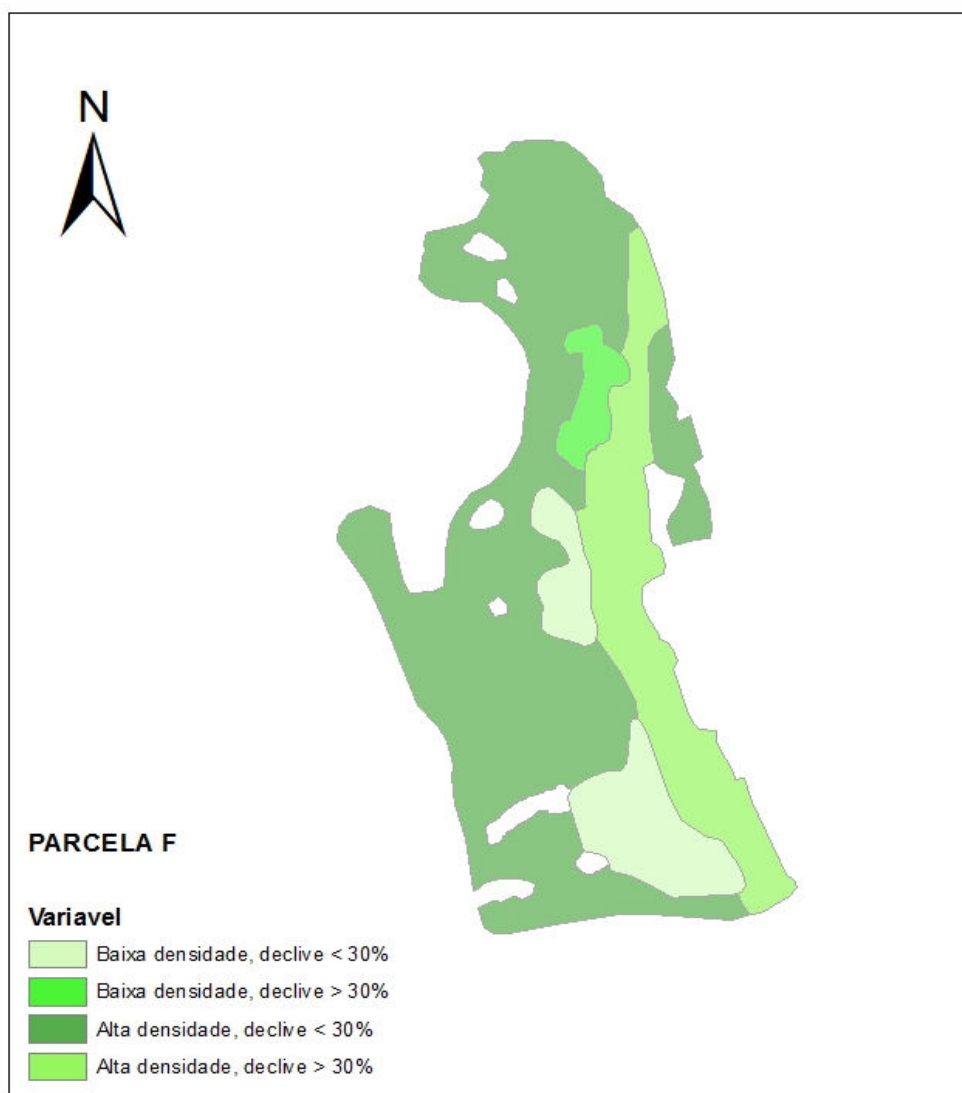 N
PARCELA F
Variavel
Baixa densidade, declive < 30%
Baixa densidade, declive > 30%
Alta densidade, declive < 30%
Alta densidade, declive > 30%